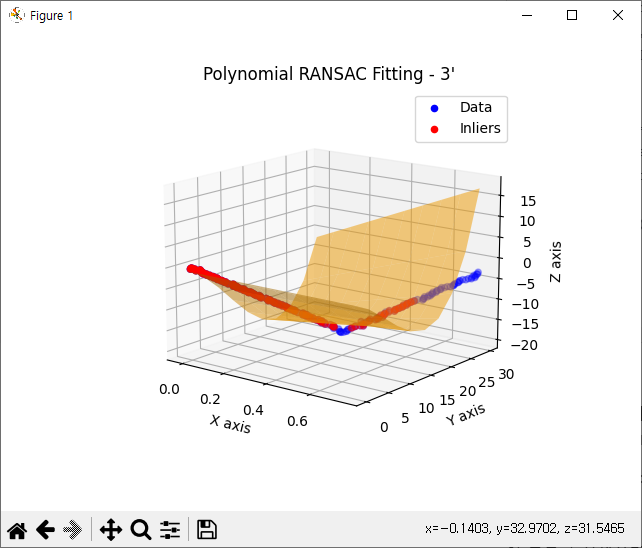 Figure 1
Polynomial RANSAC Fitting - 3'
Data
Inliers
15
10
5
0
−5
−10
−15
−20
Z axis
0.0
0.2
0.4
0.6
X axis
0
5
10
15
20
25
30
Y axis
x=−0.1403, y=32.9702, z=31.5465